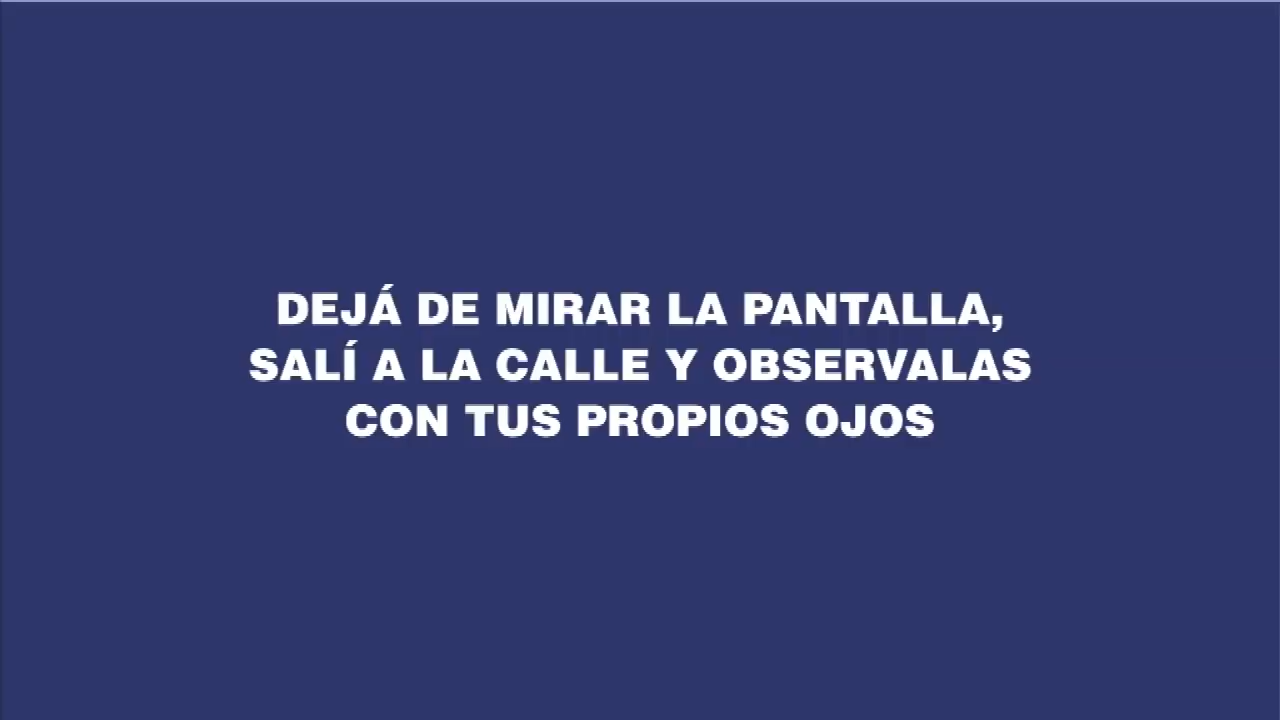 DEJÁ DE MIRAR LA PANTALLA,
SALÍ A LA CALLE Y OBSERVALAS
CON TUS PROPIOS OJOS